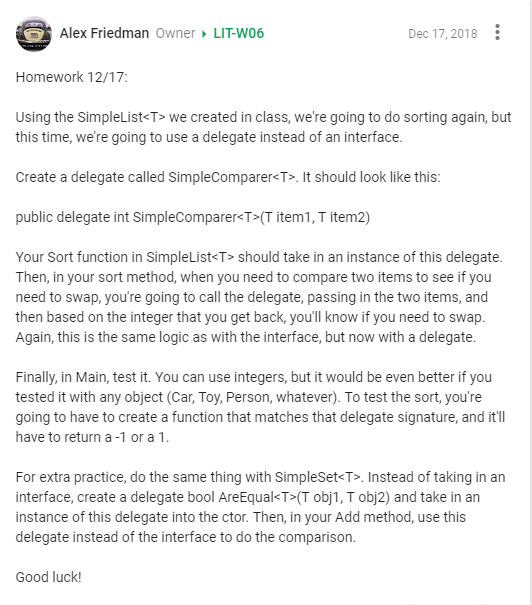 Alex Friedman Owner ▸ LIT-W06 Dec 17, 2018
Homework 12/17:
Using the SimpleList<T> we created in class, we're going to do sorting again, but
this time, we're going to use a delegate instead of an interface.
Create a delegate called SimpleComparer<T>. It should look like this:
public delegate int SimpleComparer<T>(T item1, T item2)
Your Sort function in SimpleList<T> should take in an instance of this delegate.
Then, in your sort method, when you need to compare two items to see if you
need to swap, you're going to call the delegate, passing in the two items, and
then based on the integer that you get back, you'll know if you need to swap.
Again, this is the same logic as with the interface, but now with a delegate.
Finally, in Main, test it. You can use integers, but it would be even better if you
tested it with any object (Car, Toy, Person, whatever). To test the sort, you're
going to have to create a function that matches that delegate signature, and it'll
have to return a -1 or a 1.
For extra practice, do the same thing with SimpleSet<T>. Instead of taking in an
interface, create a delegate bool AreEqual<T>(T obj1, T obj2) and take in an
instance of this delegate into the ctor. Then, in your Add method, use this
delegate instead of the interface to do the comparison.
Good luck!